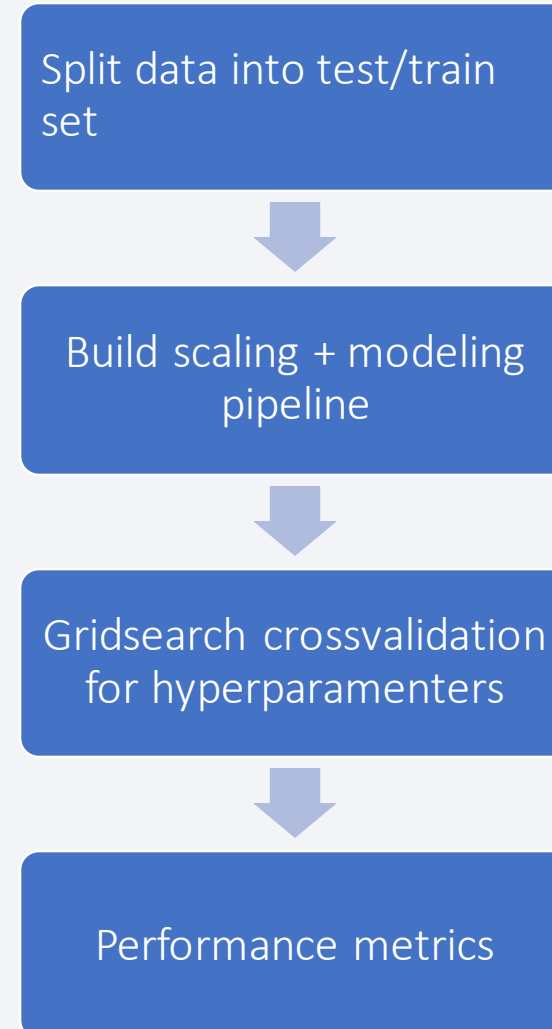 Split data into test/train
set
Build scaling + modeling
pipeline
Gridsearch crossvalidation
for hyperparamenters
Performance metrics